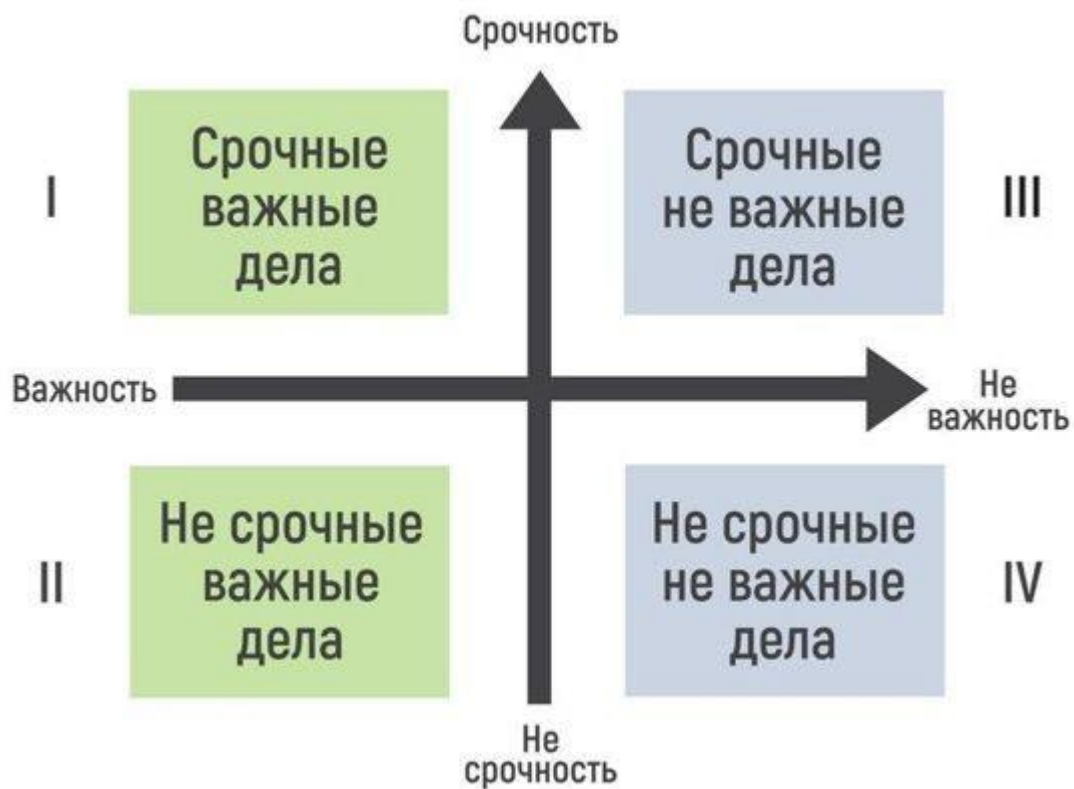 Срочность
I
Срочные
важные
дела
Срочные
не важные
дела
III
Важность
Не
важность
II
Не срочные
важные
дела
Не срочные
не важные
дела
IV
Не
срочность